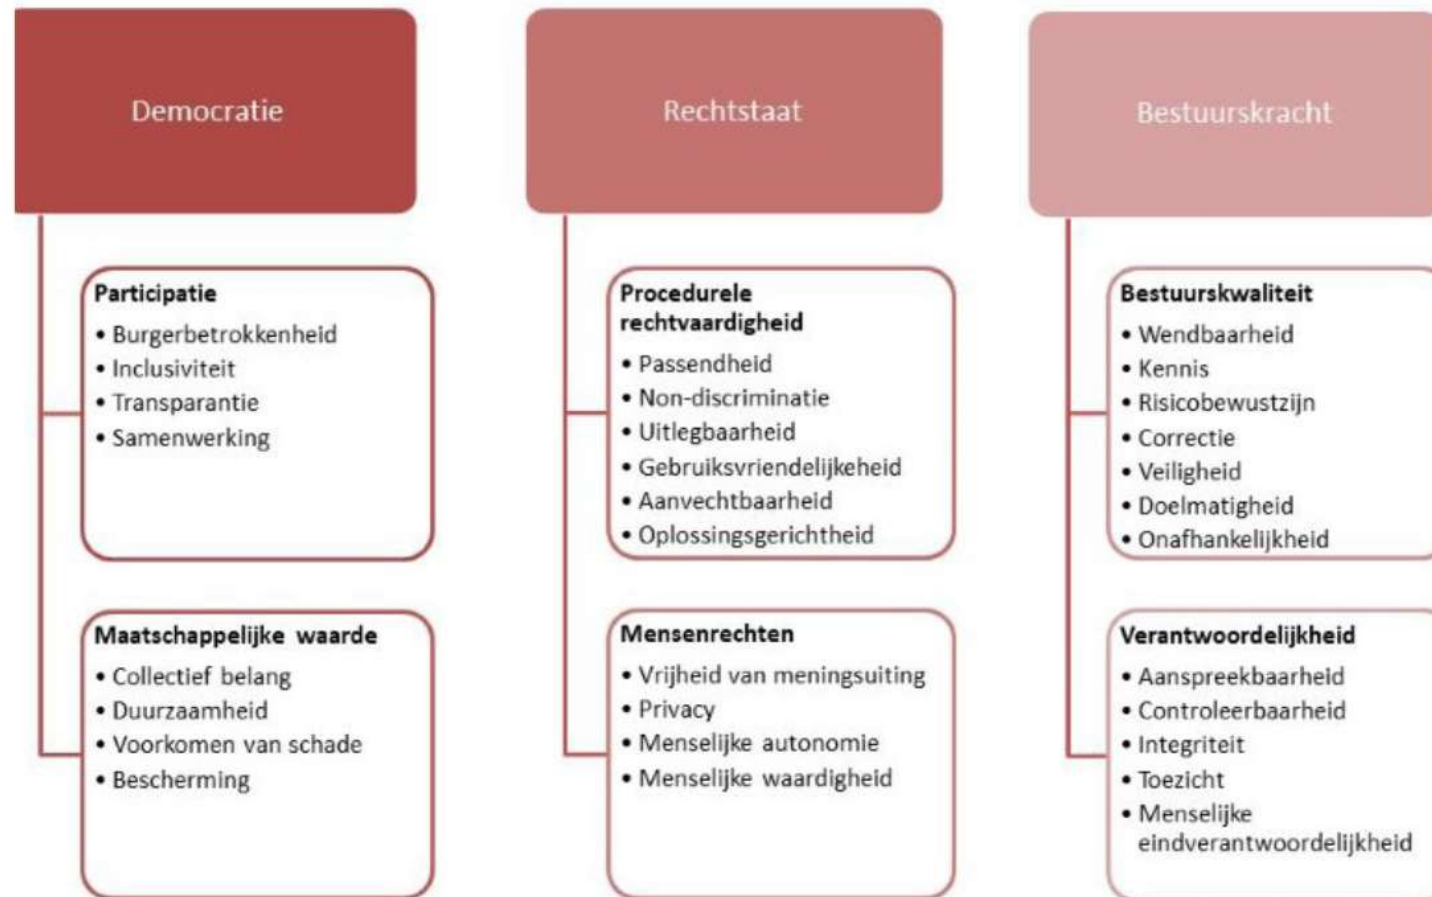 Democratie
Participatie
• Burgerbetrokkenheid
• Inclusiviteit
• Transparantie
• Samenwerking
Maatschappelijke waarde
• Collectief belang
• Duurzaamheid
• Voorkomen van schade
• Bescherming
Rechtstaat
Procedurele
rechtvaardigheid
• Passendheid
• Non-discriminatie
• Uitlegbaarheid
• Gebruiksvriendelijkeheid
• Aanvechtbaarheid
• Oplossingsgerichtheid
Mensenrechten
• Vrijheid van meningsuiting
• Privacy
• Menselijke autonomie
• Menselijke waardigheid
Bestuurskracht
Bestuurskwaliteit
• Wendbaarheid
• Kennis
• Risicobewustzijn
• Correctie
• Veiligheid
• Doelmatigheid
• Onafhankelijkheid
Verantwoordelijkheid
• Aanspreekbaarheid
• Controleerbaarheid
• Integriteit
• Toezicht
• Menselijke
eindverantwoordelijkheid